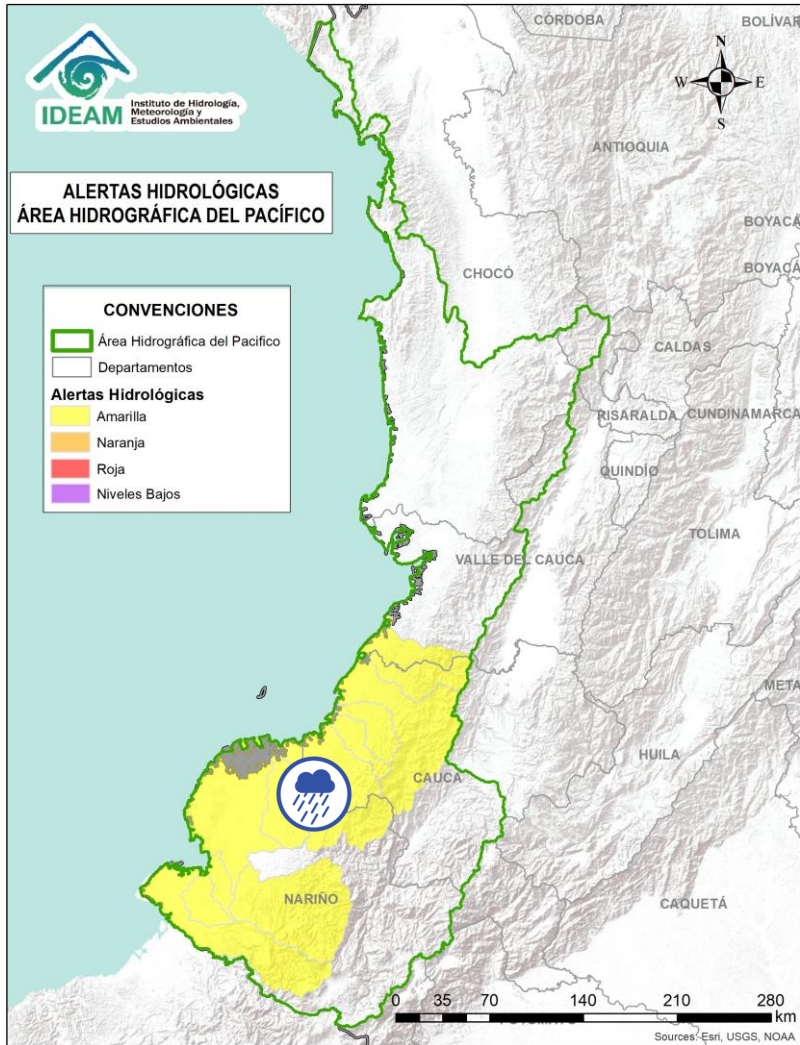 IDEAM
Instituto de Hidrología,
Meteorología y
Estudios Ambientales
ALERTAS HIDROLÓGICAS
ÁREA HIDROGRÁFICA DEL PACÍFICO
CONVENCIONES
Área Hidrográfica del Pacifico
Departamentos
Alertas Hidrológicas
Amarilla
Naranja
Roja
Niveles Bajos
N
W E
S
CÓRDOBA
BOLÍVAR
ANTIOQUIA
BOYACÁ
CHOCÓ
BOYACÁ
CALDAS
RISARALDA
CUNDINAMARCA
QUINDÍO
TOLIMA
VALLE DEL CAUCA
META
HUILA
CAUCA
NARIÑO
CAQUETÁ
0 35 70 140 210 280
km
Sources: Esri, USGS, NOAA